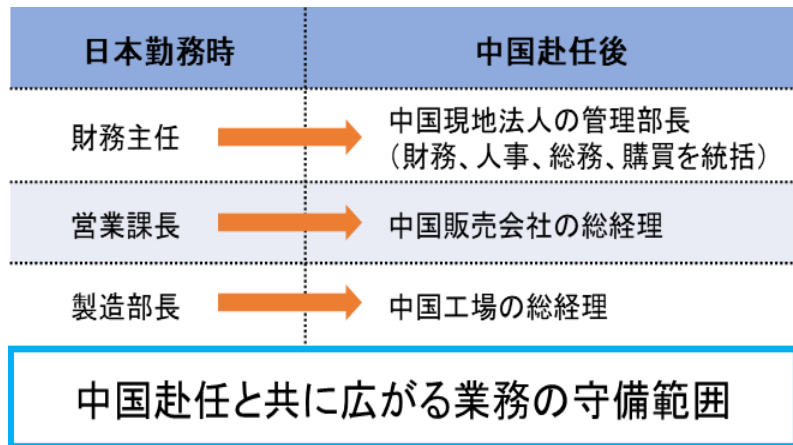 日本勤務時 中国赴任後
財務主任 中国現地法人の管理部長
(財務、人事、総務、購買を統括)
営業課長 中国販売会社の総経理
製造部長 中国工場の総経理
中国赴任と共に広がる業務の守備範囲